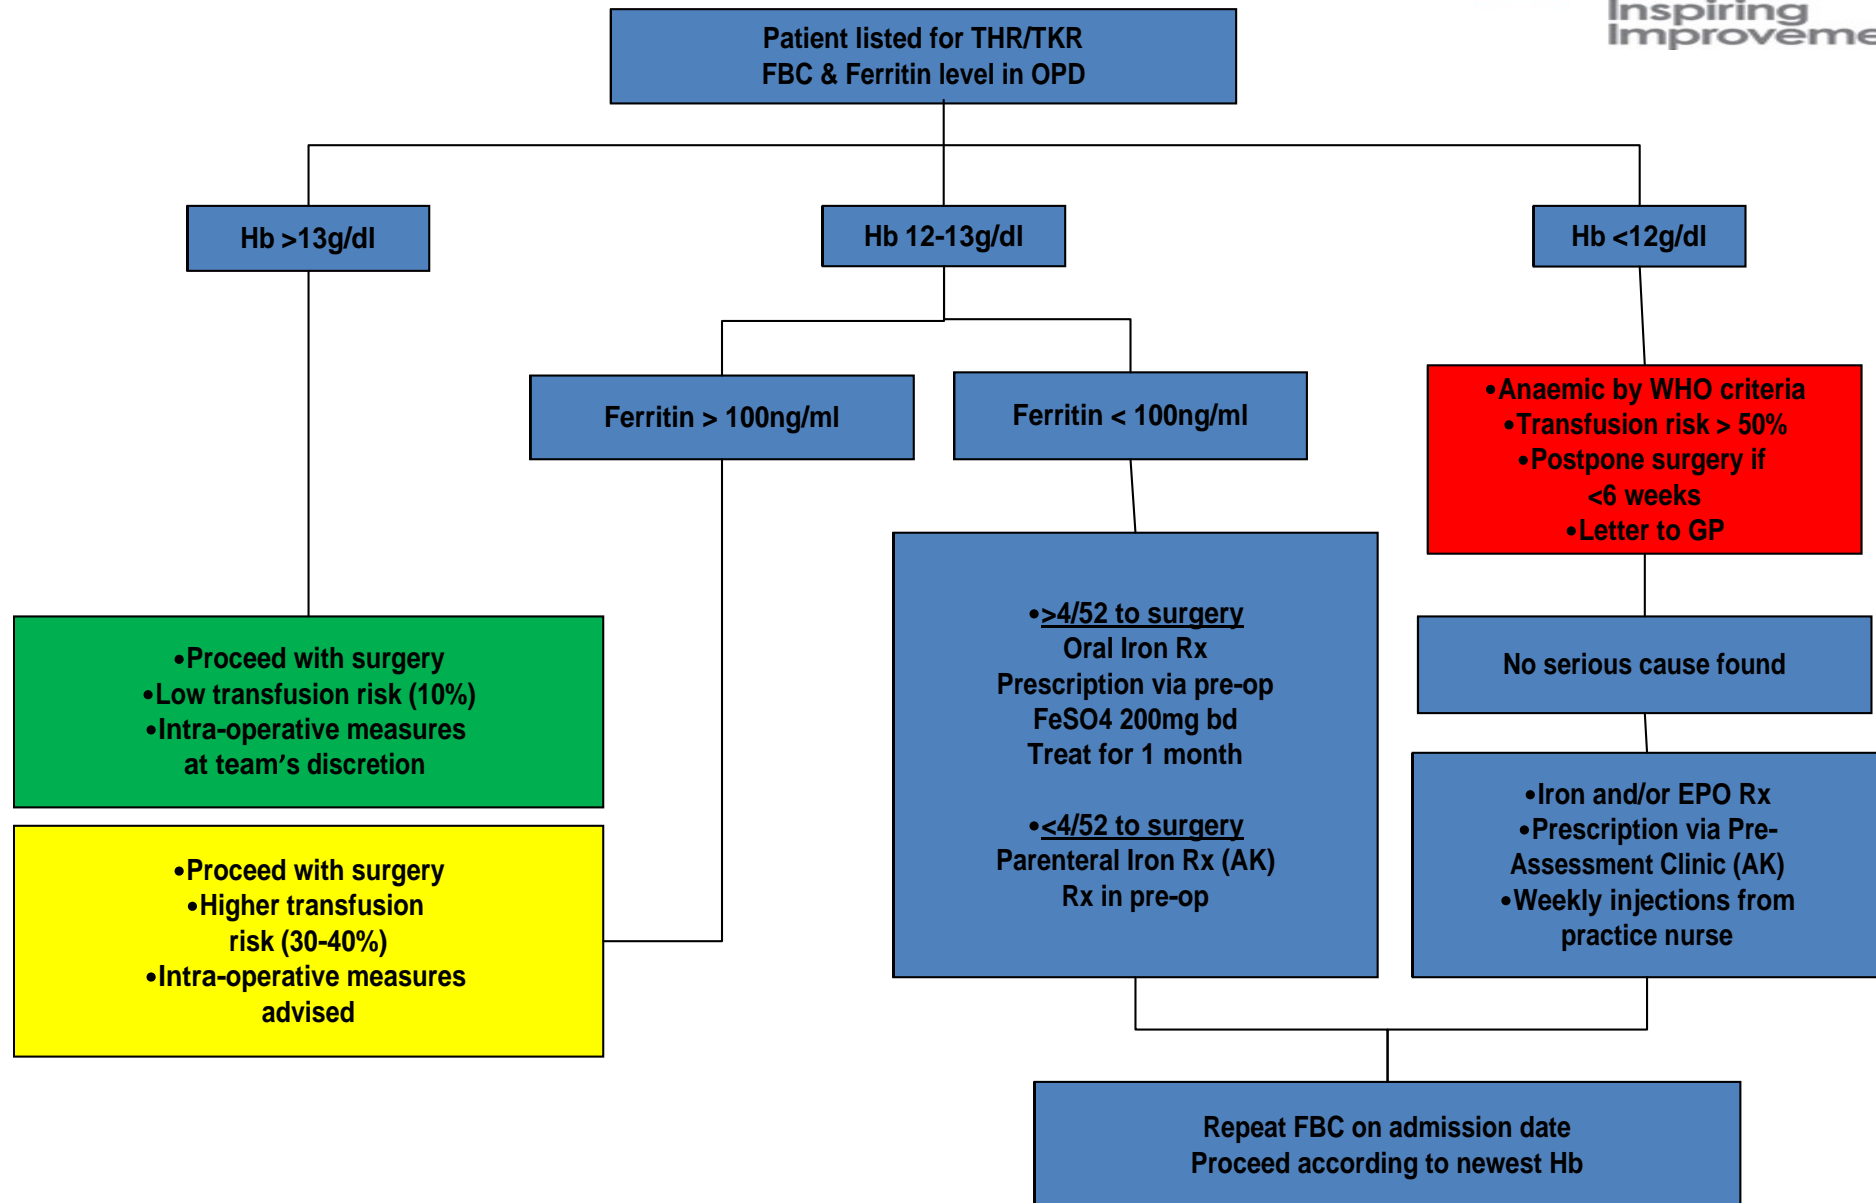 Inspiring
Patient listed for THR/TKR
FBC & Ferritin level in OPD
Hb >13g/dl
Hb 12-13g/dl
Hb <12g/dl
Ferritin > 100ng/ml
Ferritin < 100ng/ml
•Anaemic by WHO criteria
•Transfusion risk > 50%
•Postpone surgery if
<6 weeks
•Letter to GP
•Proceed with surgery
•Low transfusion risk (10%)
•Intra-operative measures
at team’s discretion
•Proceed with surgery
•Higher transfusion
risk (30-40%)
•Intra-operative measures
advised
•>4/52 to surgery
Oral Iron Rx
Prescription via pre-op
FeSO4 200mg bd
Treat for 1 month
•<4/52 to surgery
Parenteral Iron Rx (AK)
Rx in pre-op
No serious cause found
•Iron and/or EPO Rx
•Prescription via Pre-
Assessment Clinic (AK)
•Weekly injections from
practice nurse
Repeat FBC on admission date
Proceed according to newest Hb